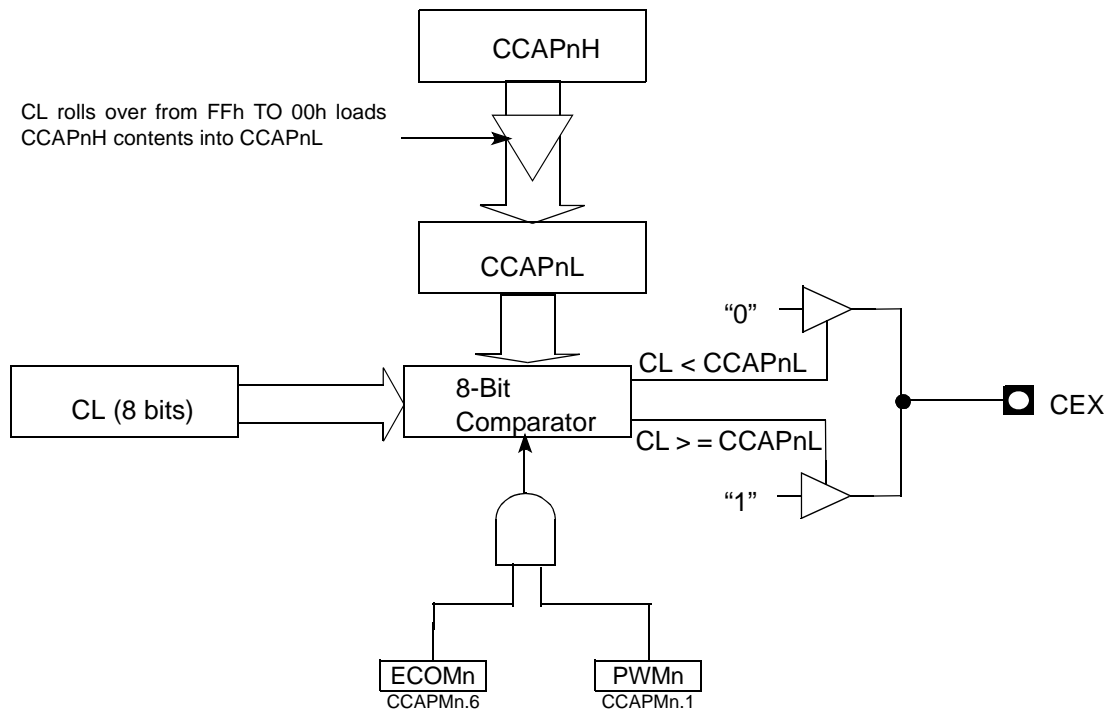 CCAPnH
CL rolls over from FFh TO 00h loads
CCAPnH contents into CCAPnL
CCAPnL
“0”
CL < CCAPnL
CL (8 bits)
8-Bit
Comparator
CEX
CL > = CCAPnL
“1”
ECOMn
CCAPMn.6
PWMn
CCAPMn.1